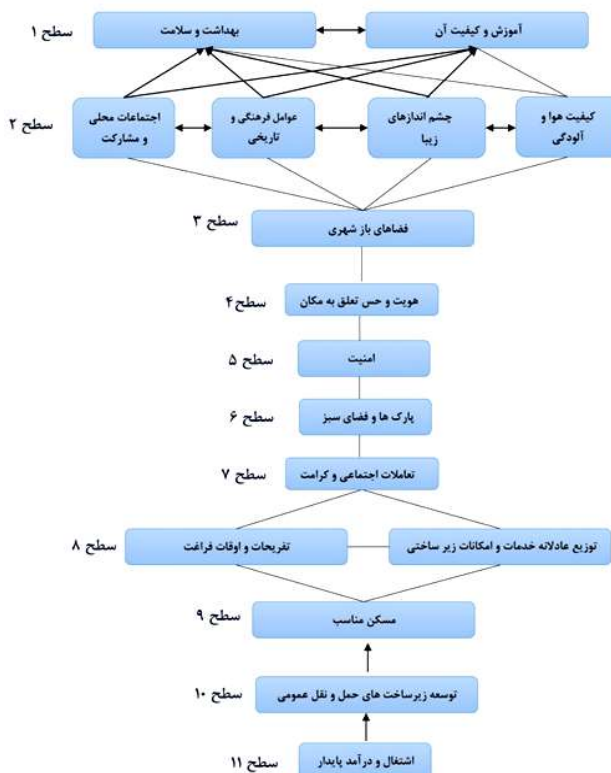 سطح ۱
بهداشت و سلامت
آموزش و کیفیت آن
سطح ۲
اجتماعات محلی
و مشارکت
عوامل فرهنگی و
تاریخی
چشم اندازهای
زیبا
کیفیت هوا و
آلودگی
سطح ۳
فضاهای باز شهری
سطح۴
هویت و حس تعلق به مکان
سطح ۵
امنیت
سطح ۶
پارک ها و فضای سبز
سطح ۷
تعاملات اجتماعی و کرامت
سطح ۸
تفریحات و اوقات فراغت
توزیع عادلانه خدمات و امکانات زیر ساختی
سطح ۹
مسکن مناسب
سطح ۱۰
توسعه زیرساخت های حمل و نقل عمومی
سطح ۱۱
اشتغال و درآمد پایدار